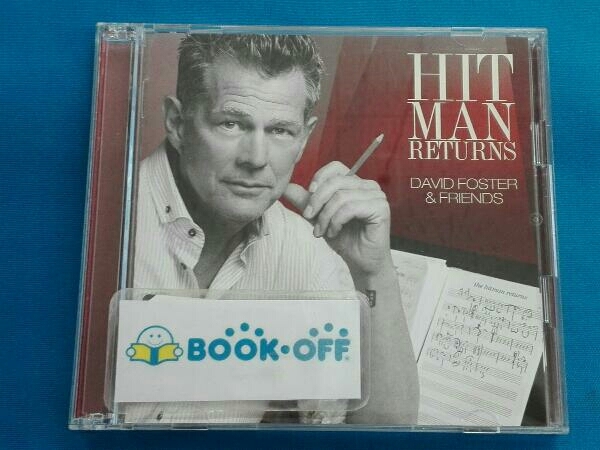 HIT
MAN
RETURNS
DAVID FOSTER
& FRIENDS
the hitman returns
BOOK·OFF